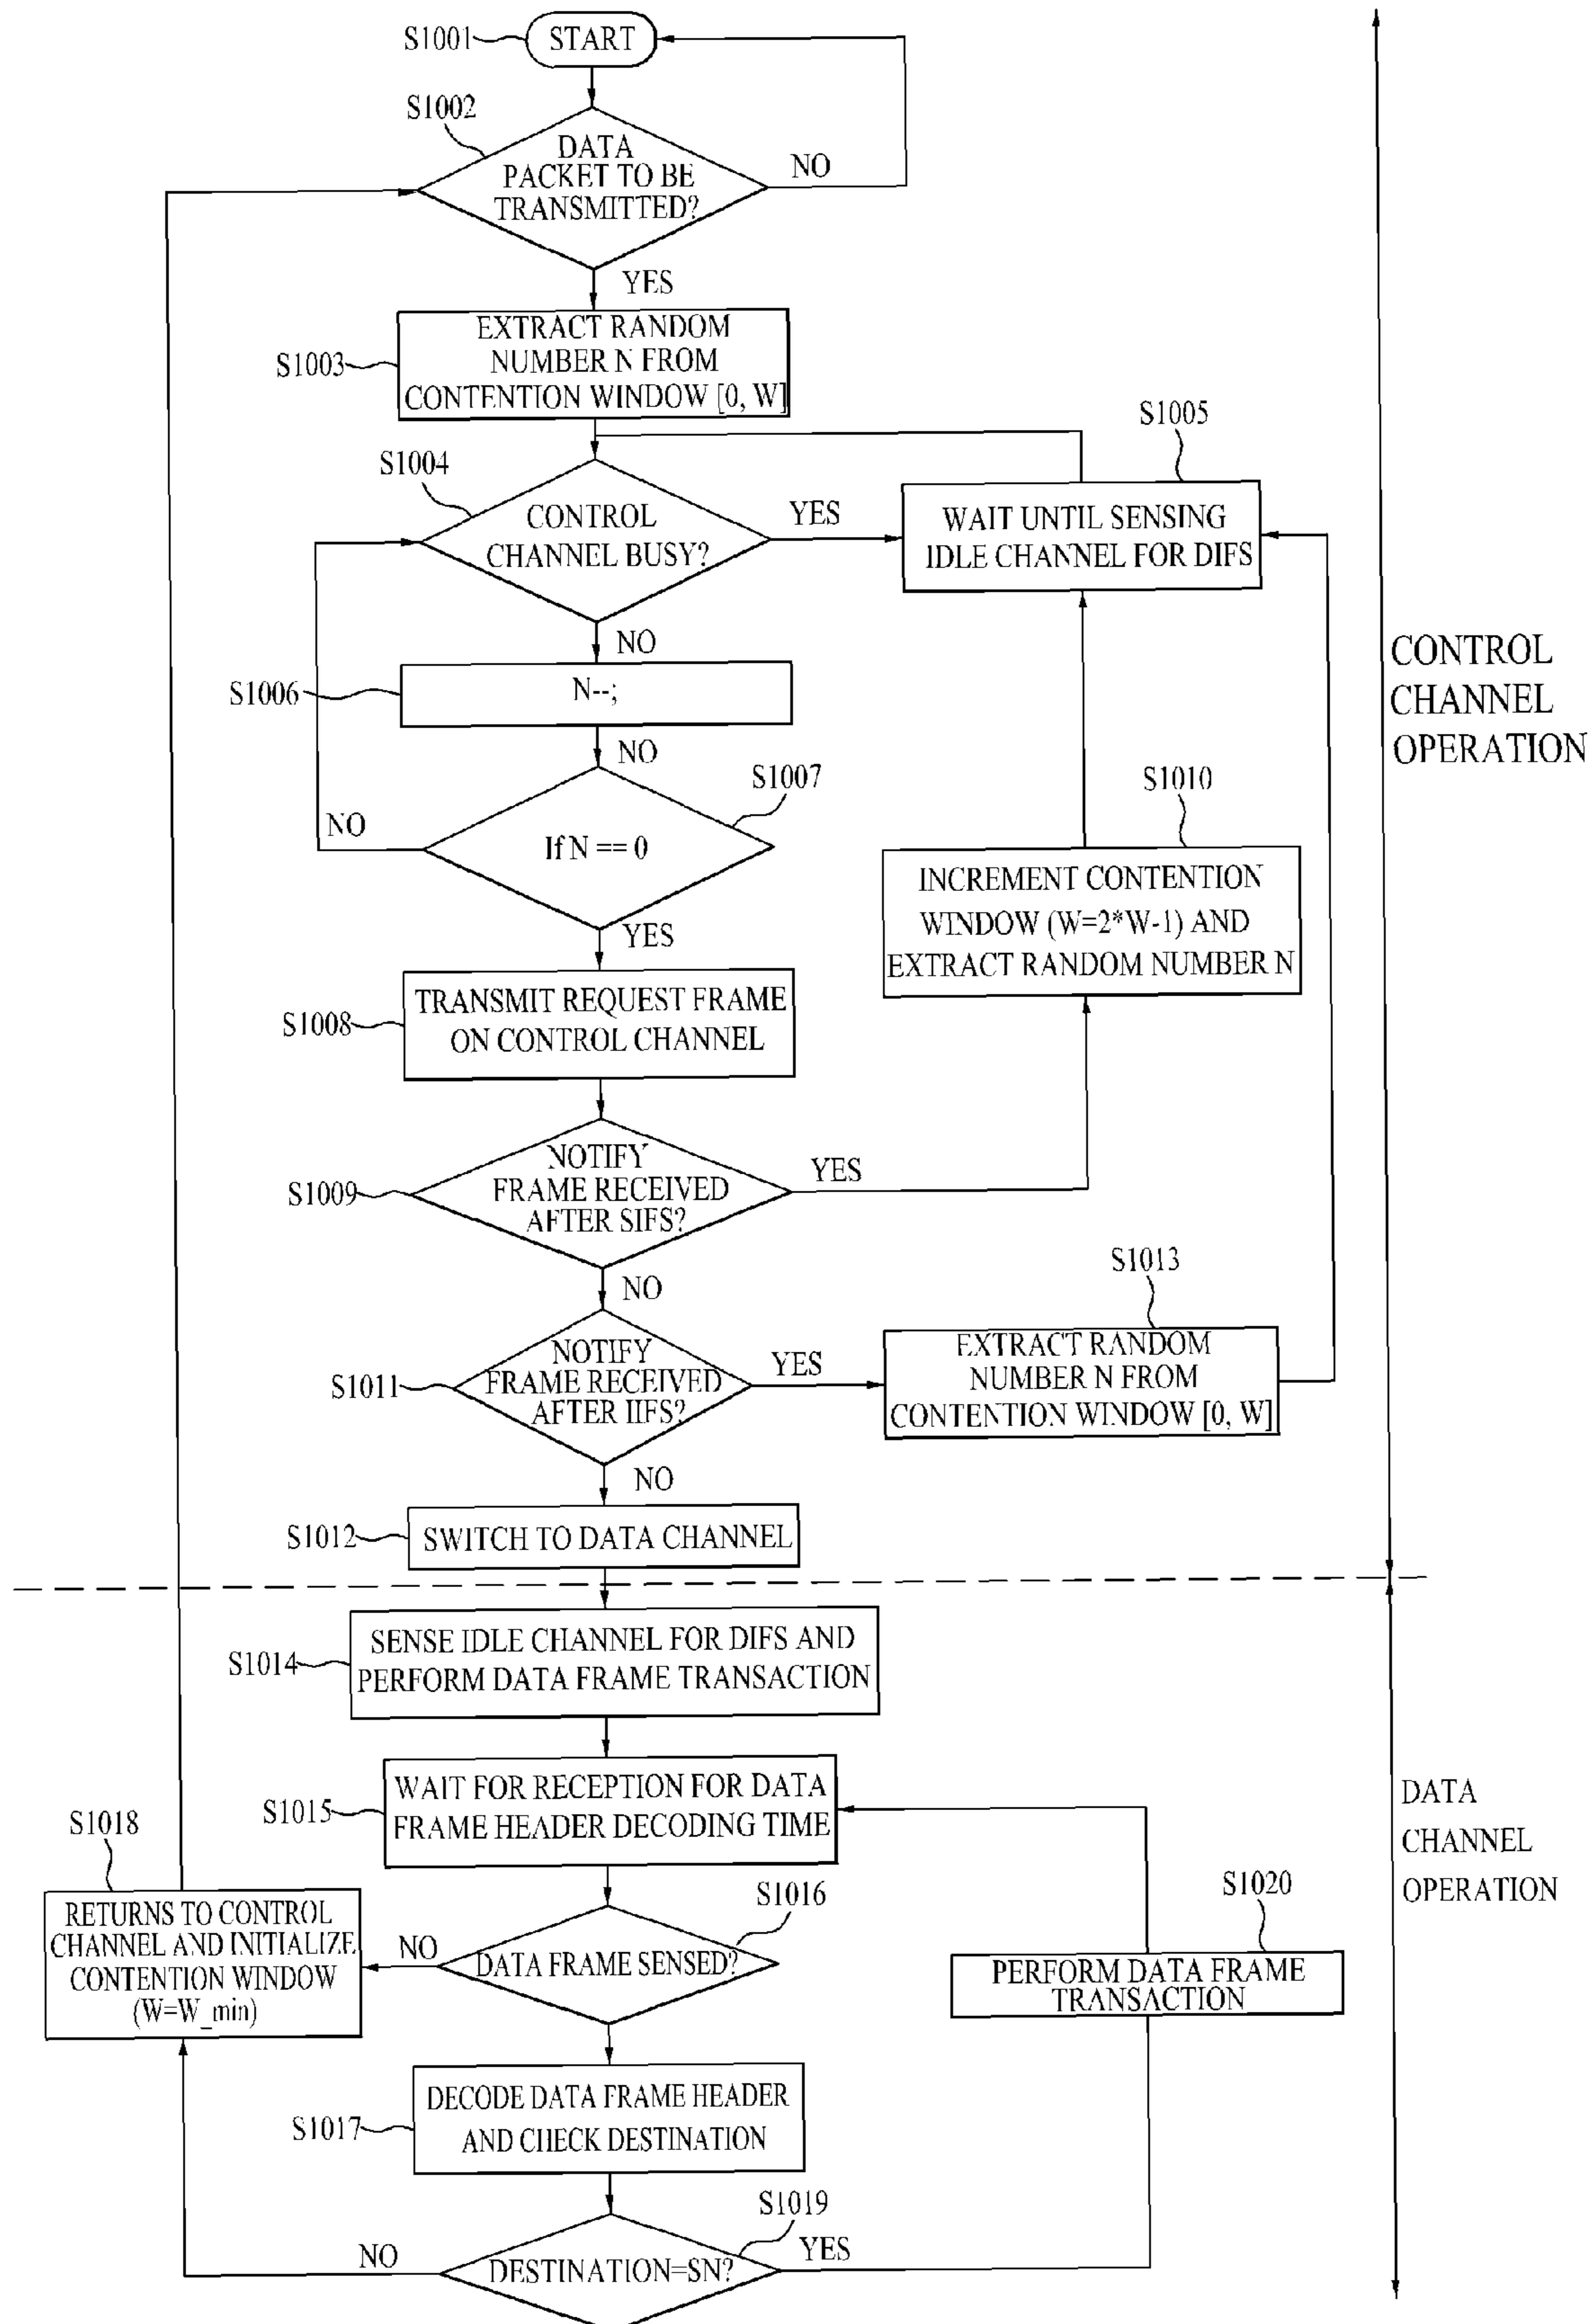 S1001
START
S1002
DATA
PACKET TO BE
TRANSMITTED?
NO
YES
S1003
EXTRACT RANDOM
NUMBER N FROM
CONTENTION WINDOW [0, W]
S1004
CONTROL
CHANNEL BUSY?
YES
S1005
WAIT UNTIL SENSING
IDLE CHANNEL FOR DIFS
NO
S1006
N--;
NO
S1007
If N == 0
NO
YES
S1008
TRANSMIT REQUEST FRAME
ON CONTROL CHANNEL
S1010
INCREMENT CONTENTION
WINDOW (W=2*W-1) AND
EXTRACT RANDOM NUMBER N
CONTROL
CHANNEL
OPERATION
S1009
NOTIFY
FRAME RECEIVED
AFTER SIFS?
YES
NO
S1011
NOTIFY
FRAME RECEIVED
AFTER IIFS?
YES
S1013
EXTRACT RANDOM
NUMBER N FROM
CONTENTION WINDOW [0, W]
NO
S1012
SWITCH TO DATA CHANNEL
S1014
SENSE IDLE CHANNEL FOR DIFS AND
PERFORM DATA FRAME TRANSACTION
S1015
WAIT FOR RECEPTION FOR DATA
FRAME HEADER DECODING TIME
DATA
CHANNEL
OPERATION
S1018
RETURNS TO CONTROL
CHANNEL AND INITIALIZE
CONTENTION WINDOW
(W=W_min)
NO
S1016
DATA FRAME SENSED?
S1020
PERFORM DATA FRAME
TRANSACTION
S1017
DECODE DATA FRAME HEADER
AND CHECK DESTINATION
S1019
NO
DESTINATION=SN?
YES